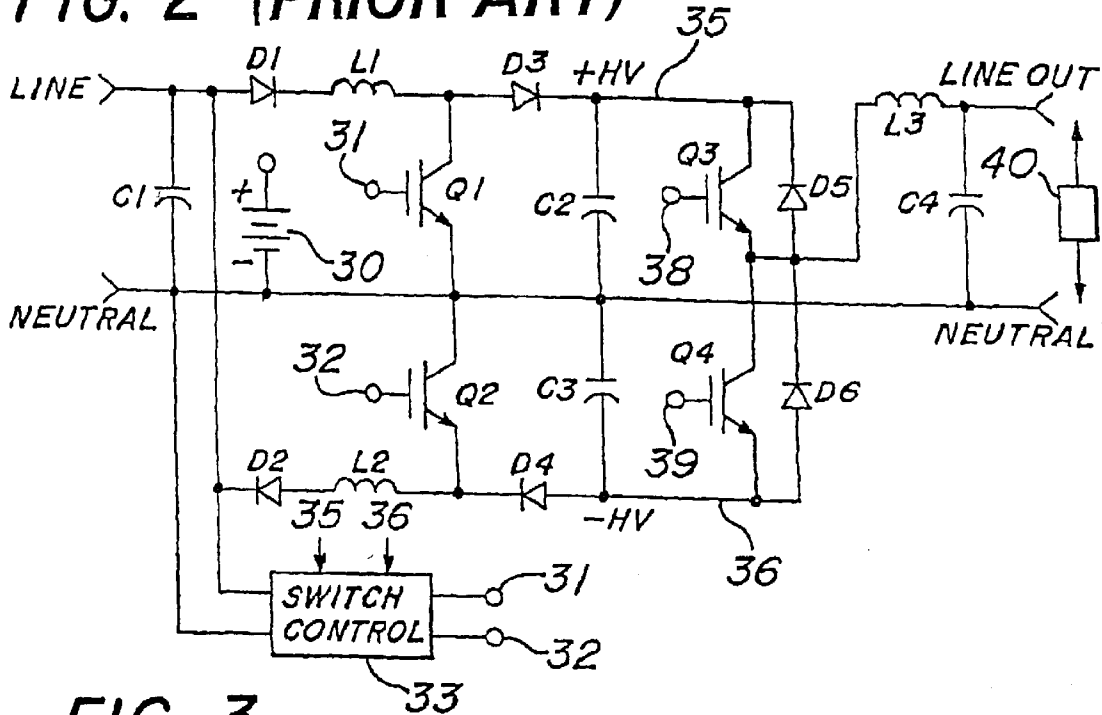 FIG. 2 (PRIOR ART)
35
D1 L1 D3 +HV
LINE
LINE OUT
L3
31
Q3
40
C1
+
Q1
C2
D5
C4
-
30
38
NEUTRAL
NEUTRAL
32
Q4
Q2
C3
D6
39
D2 L2 D4
35 36
-HV
36
31
SWITCH
CONTROL
32
33
FIG. 3